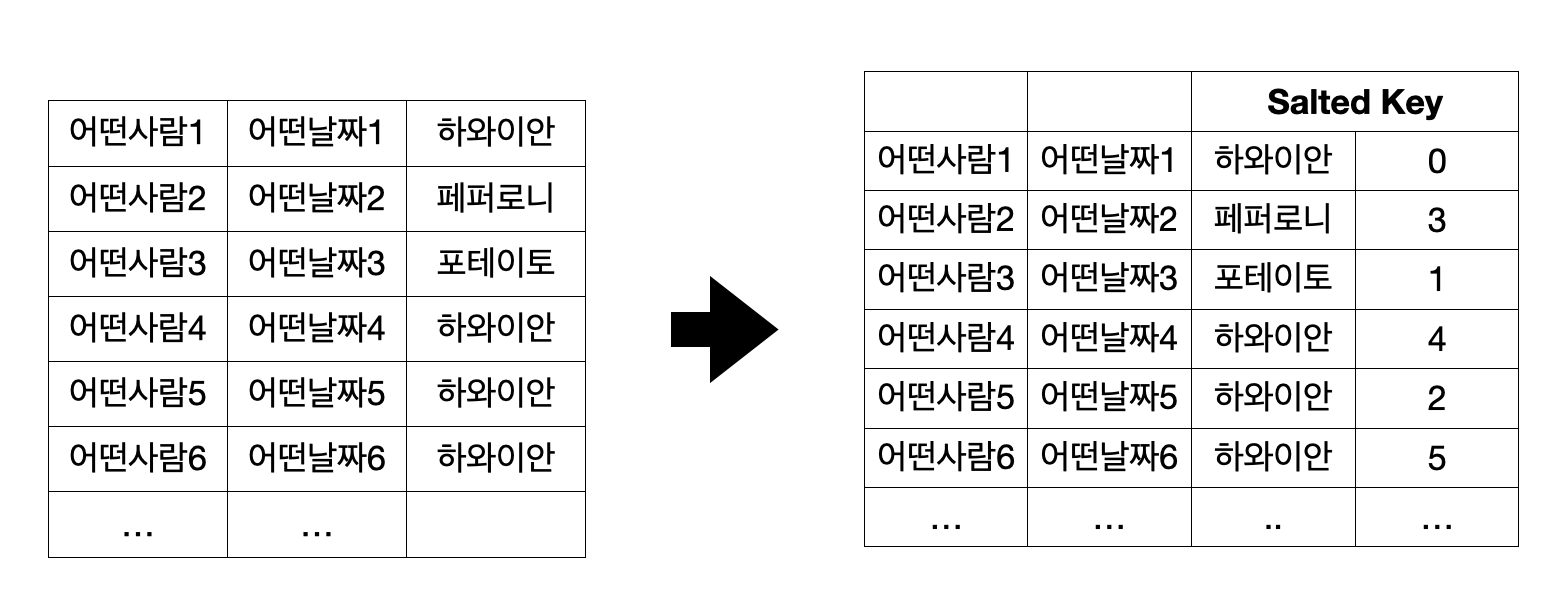 어떤사람1 어떤날짜1 하와이안
어떤사람2 어떤날짜2 페퍼로니
어떤사람3 어떤날짜3 포테이토
어떤사람4 어떤날짜4 하와이안
어떤사람5 어떤날짜5 하와이안
어떤사람6 어떤날짜6 하와이안
... ...
Salted Key
어떤사람1 어떤날짜1 하와이안 0
어떤사람2 어떤날짜2 페퍼로니 3
어떤사람3 어떤날짜3 포테이토 1
어떤사람4 어떤날짜4 하와이안 4
어떤사람5 어떤날짜5 하와이안 2
어떤사람6 어떤날짜6 하와이안 5
... ... .. ...